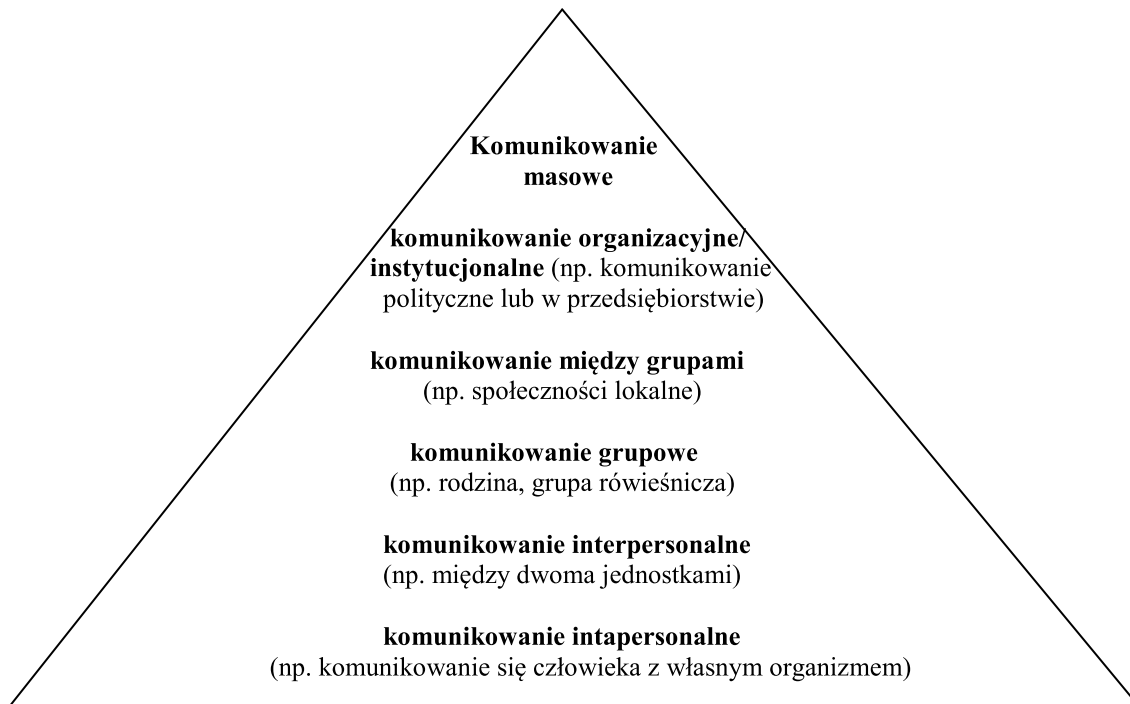 Komunikowanie
masowe
komunikowanie organizacyjne/
instytucjonalne (np. komunikowanie
polityczne lub w przedsiębiorstwie)
komunikowanie między grupami
(np. społeczności lokalne)
komunikowanie grupowe
(np. rodzina, grupa rówieśnicza)
komunikowanie interpersonalne
(np. między dwoma jednostkami)
komunikowanie intapersonalne
(np. komunikowanie się człowieka z własnym organizmem)